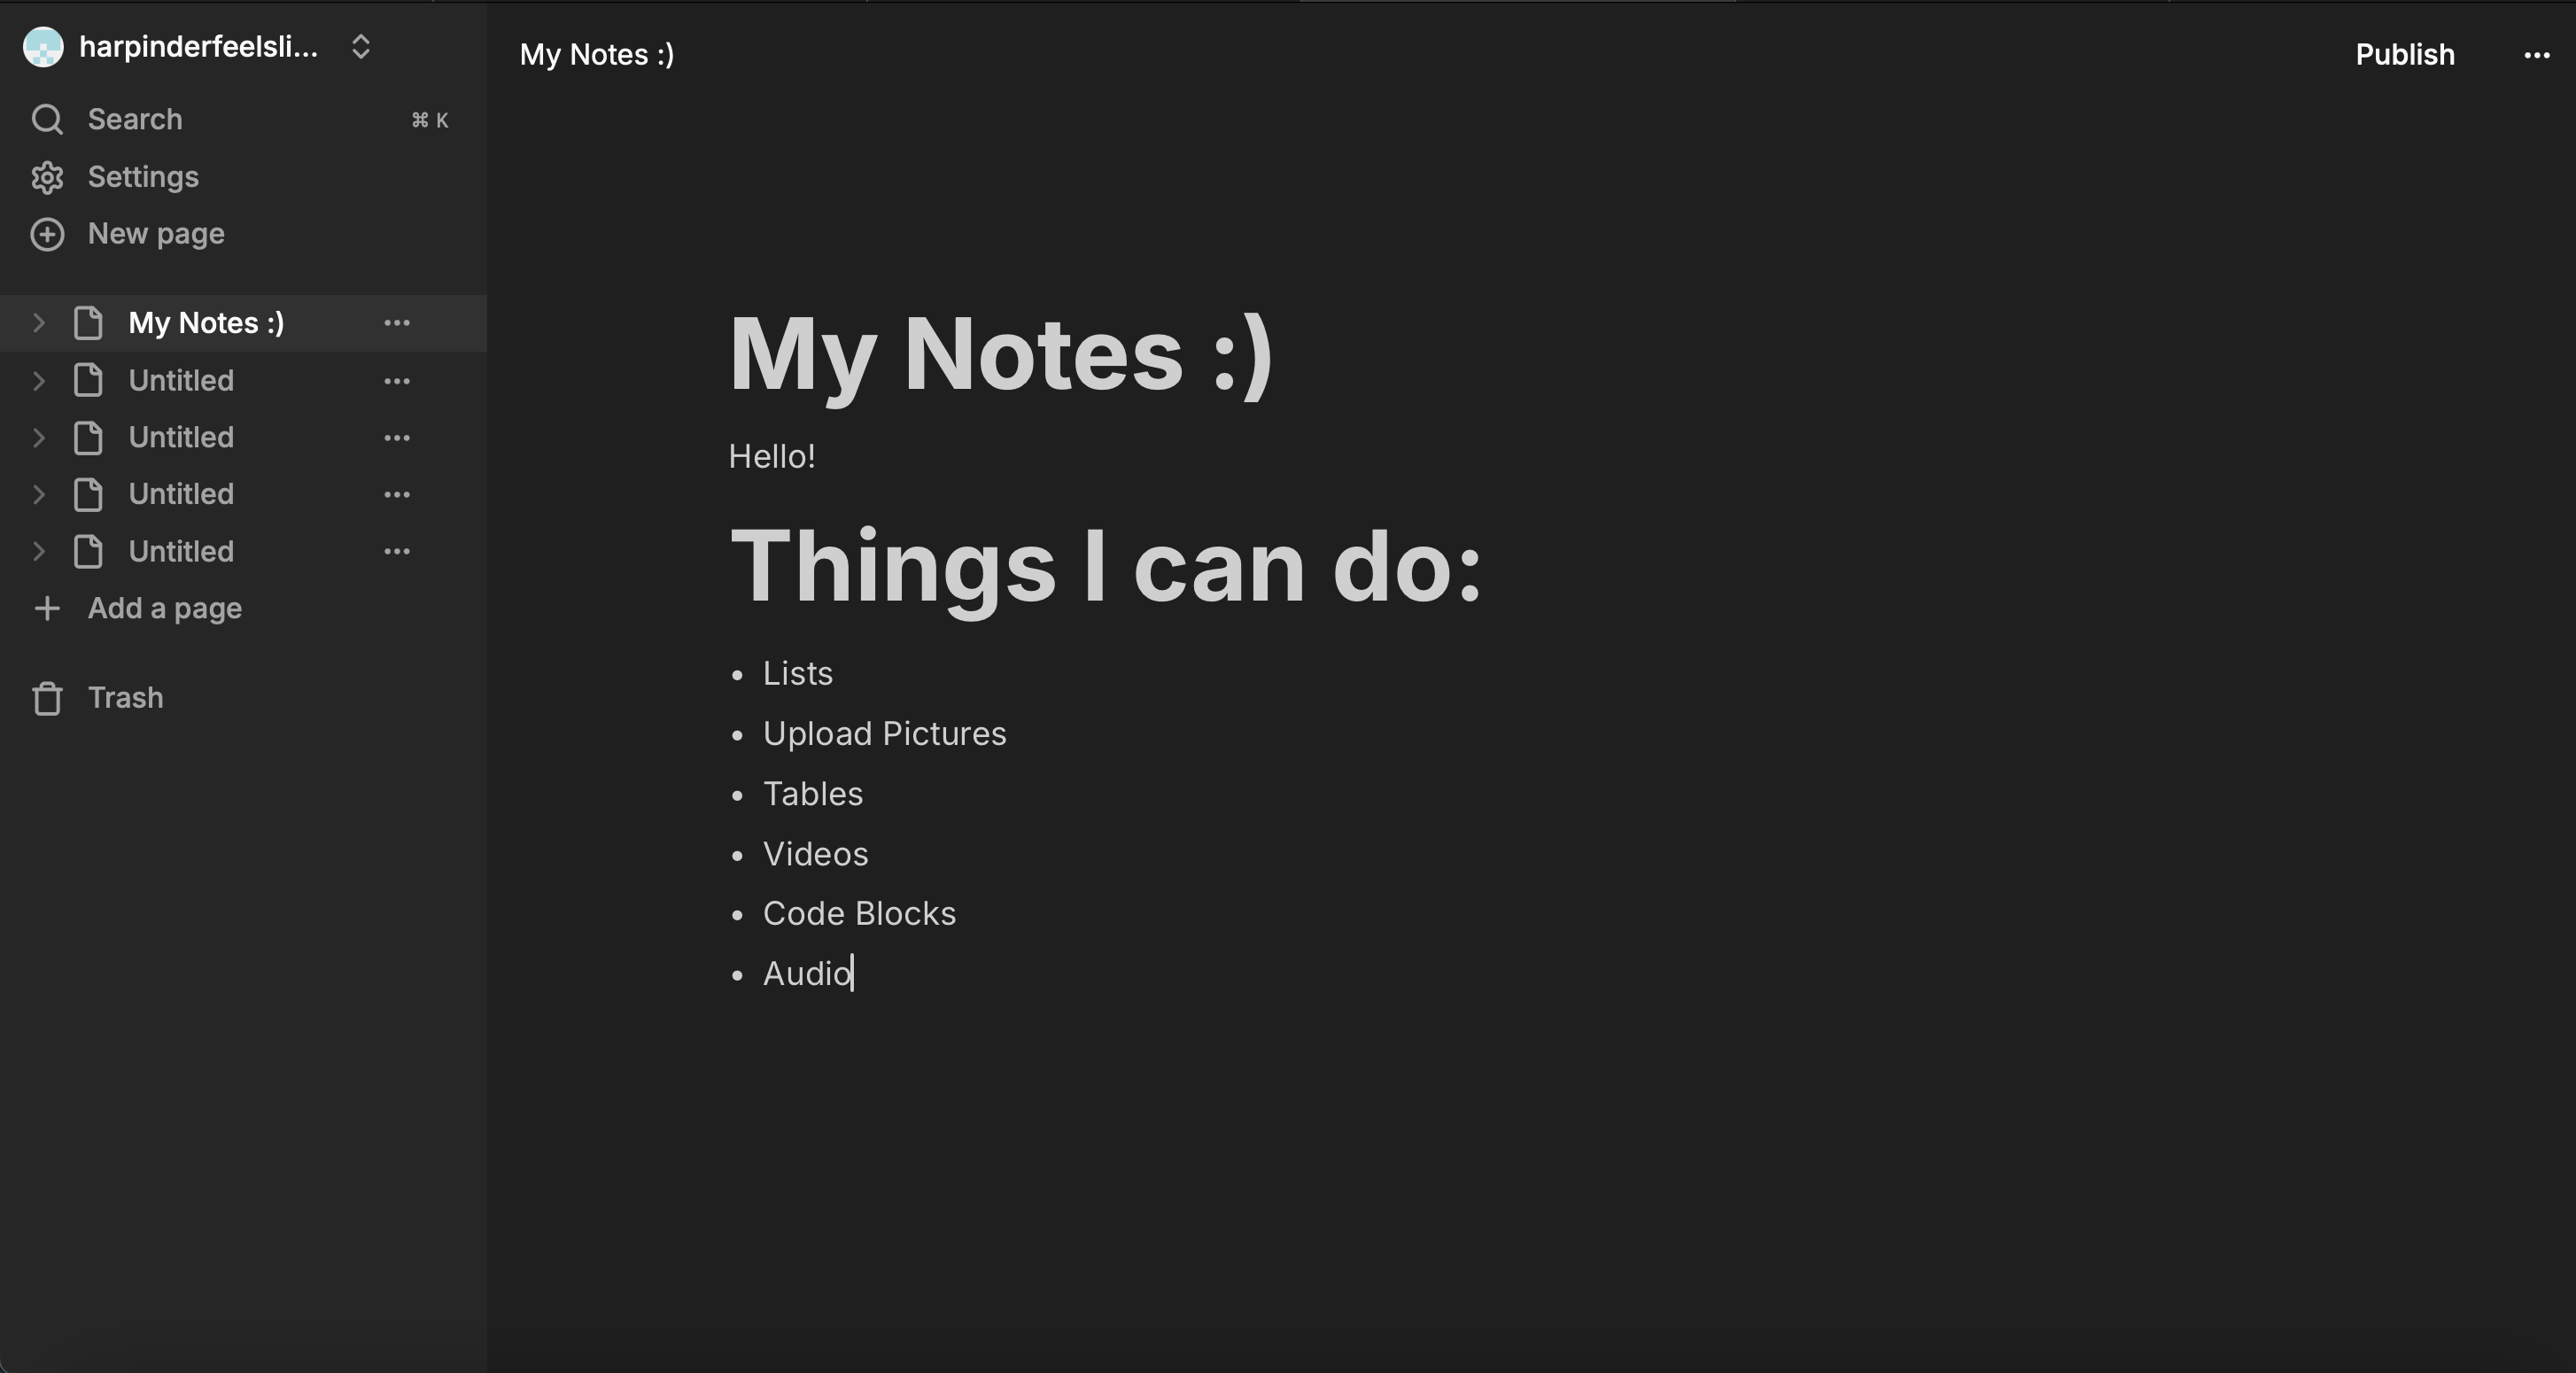 harpinderfeelsli...
Search ⌘ K
Settings
New page
My Notes :)
Untitled
Untitled
Untitled
Untitled
Add a page
Trash
My Notes :)
Publish
My Notes :)
Hello!
Things I can do:
• Lists
• Upload Pictures
• Tables
• Videos
• Code Blocks
• Audio